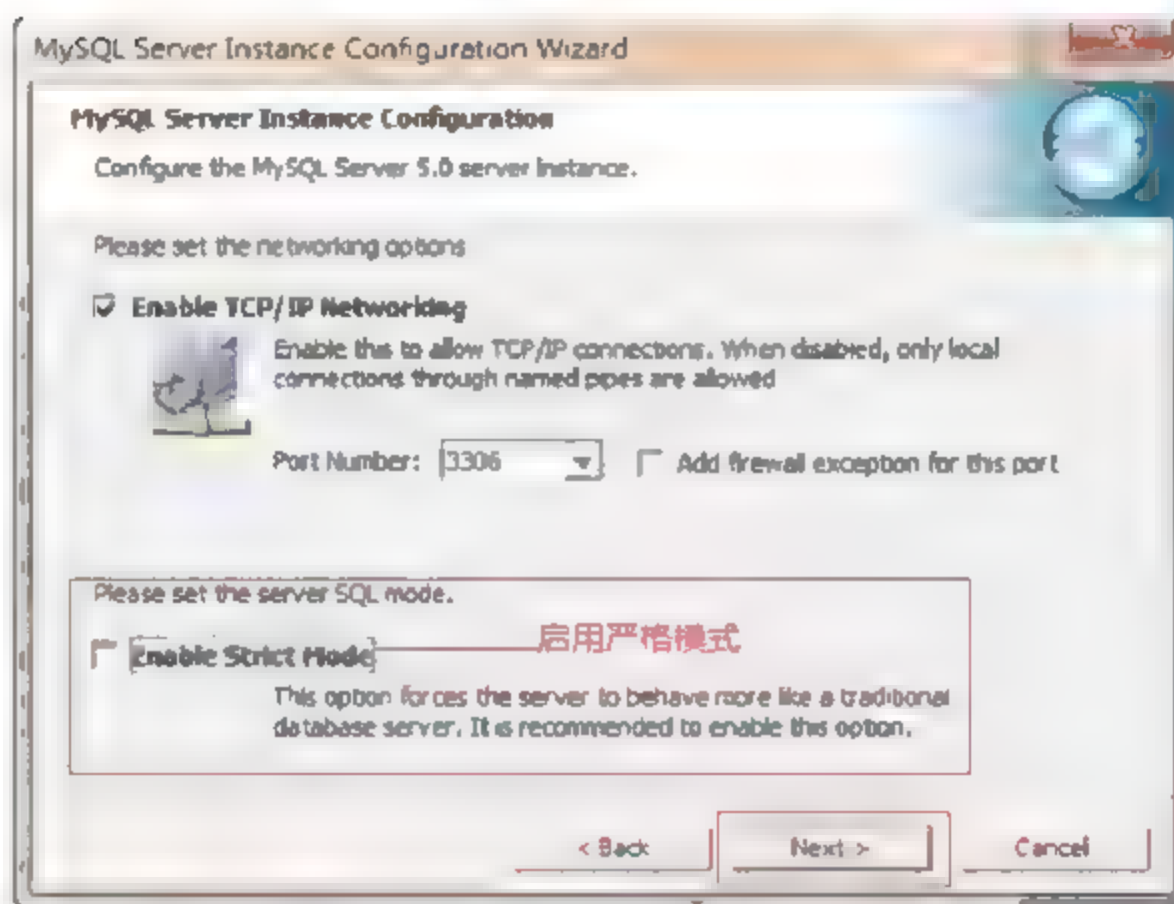 MySQL Server Instance Configuration Wizard
MySQL Server Instance Configuration
Configure the MySQL Server 5.0 server instance.
Please set the networking options
Enable TCP/IP Networking
Enable this to allow TCP/IP connections. When disabled, only local
connections through named pipes are allowed
Port Number: 3306 Add firewall exception for this port
Please set the server SQL mode.
Enable Strict Mode 启用严格模式
This option forces the server to behave more like a traditional
database server. It is recommended to enable this option.
< Back Next > Cancel